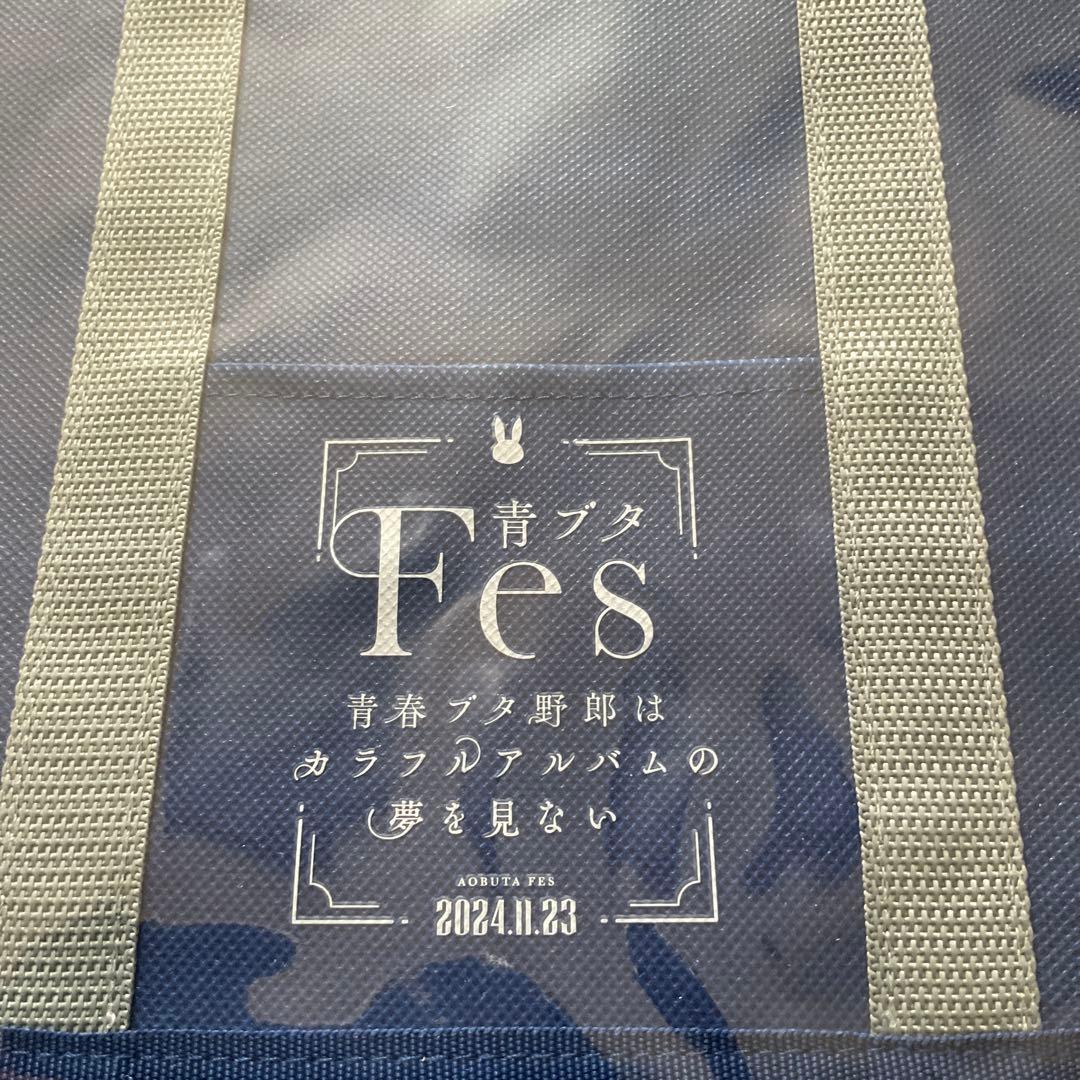 青ブタ
Fes
青春ブタ野郎は
カラフルアルバムの
夢を見ない
AOBUTA FES
2024.11.23